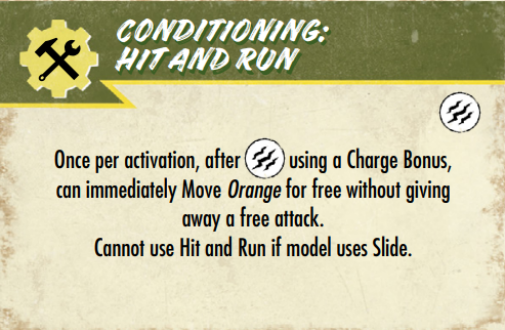 CONDITIONING:
HIT AND RUN
Once per activation, after using a Charge Bonus,
can immediately Move Orange for free without giving
away a free attack.
Cannot use Hit and Run if model uses Slide.